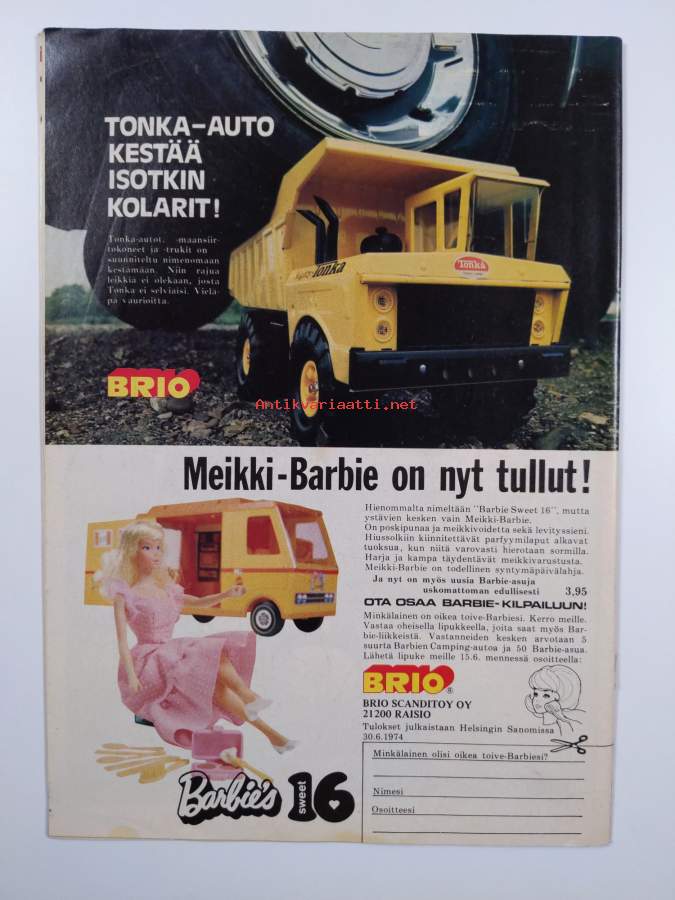 TONKA-AUTO
KESTÄÄ
ISOTKIN
KOLARIT!
Tonka-autot, -maansiir-
tokoneet ja -trukit on
suunniteltu nimenomaan
kestämään. Niin rajua
leikkiä ei olekaan, josta
Tonka ei selviäisi. Vielä-
pä vaurioitta.
Tonka
Tonka
BRIO
Antikvariaatti.net
Meikki-Barbie on nyt tullut!
Hienommalta nimeltään "Barbie Sweet 16", mutta
ystävien kesken vain Meikki-Barbie.
On poskipunaa ja meikkivoidetta sekä levityssieni.
Hiussolkiin kiinnitettävät parfyymilaput alkavat
tuoksua, kun niitä varovasti hierotaan sormilla.
Harja ja kampa täydentävät meikkivarustusta.
Meikki-Barbie on todellinen syntymäpäivälahja.
Ja nyt on myös uusia Barbie-asuja
uskomattoman edullisesti 3,95
OTA OSAA BARBIE-KILPAILUUN!
Minkälainen on oikea toive-Barbiesi. Kerro meille.
Vastaa oheisella lipukkeella, joita saat myös Bar-
bie-liikkeistä. Vastanneiden kesken arvotaan 5
suurta Barbien Camping-autoa ja 50 Barbie-asua.
Lähetä lipuke meille 15.6. mennessä osoitteella:
BRIO®
BRIO SCANDITOY OY
21200 RAISIO
Tulokset julkaistaan Helsingin Sanomissa
30.6.1974
Minkälainen olisi oikea toive-Barbiesi?
Nimesi
Osoitteesi
Barbie's sweet 16